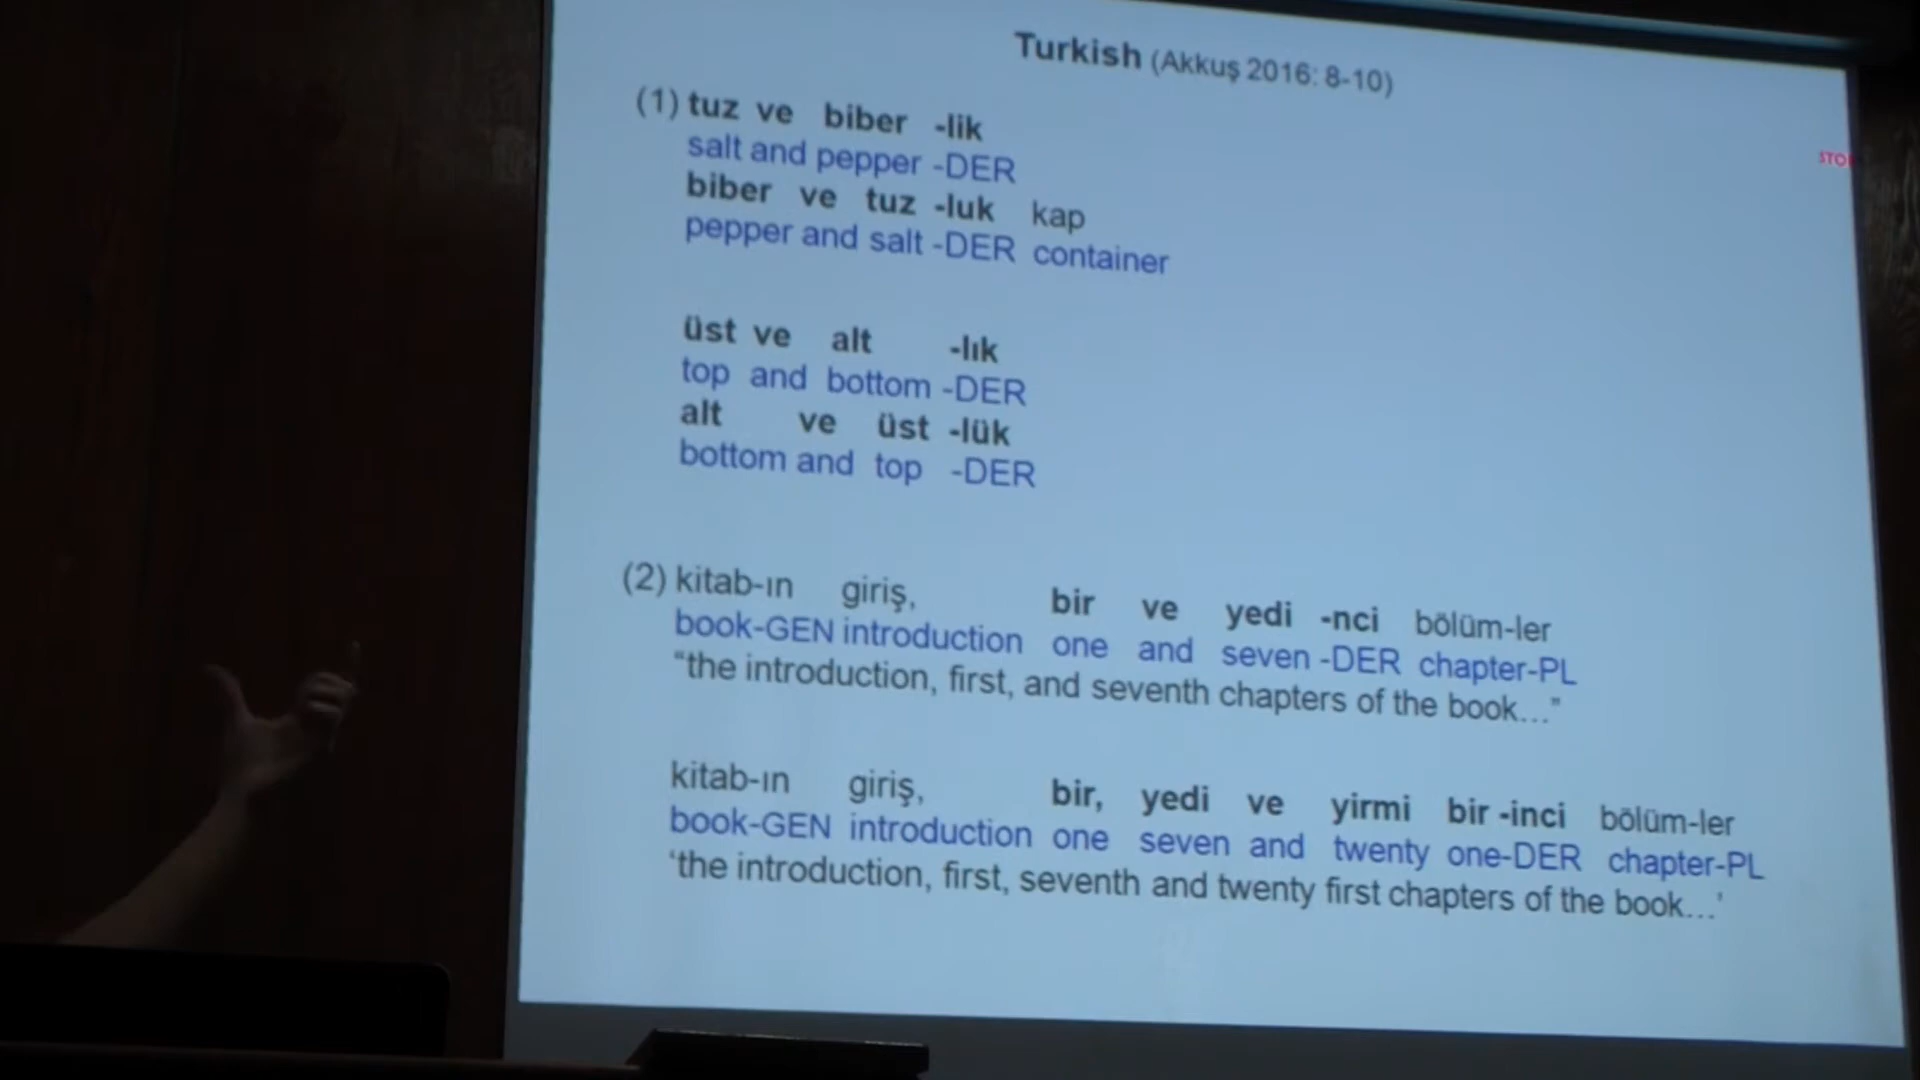 Turkish (Akkuş 2016: 8-10)
(1) tuz ve biber -lik
salt and pepper -DER
biber ve tuz -luk kap
pepper and salt -DER container
üst ve alt -lık
top and bottom -DER
alt ve üst -lük
bottom and top -DER
(2) kitab-ın giriş, bir ve yedi -nci bölüm-ler
book-GEN introduction one and seven -DER chapter-PL
“the introduction, first, and seventh chapters of the book…”
kitab-ın giriş, bir, yedi ve yirmi bir -inci bölüm-ler
book-GEN introduction one seven and twenty one-DER chapter-PL
‘the introduction, first, seventh and twenty first chapters of the book…’